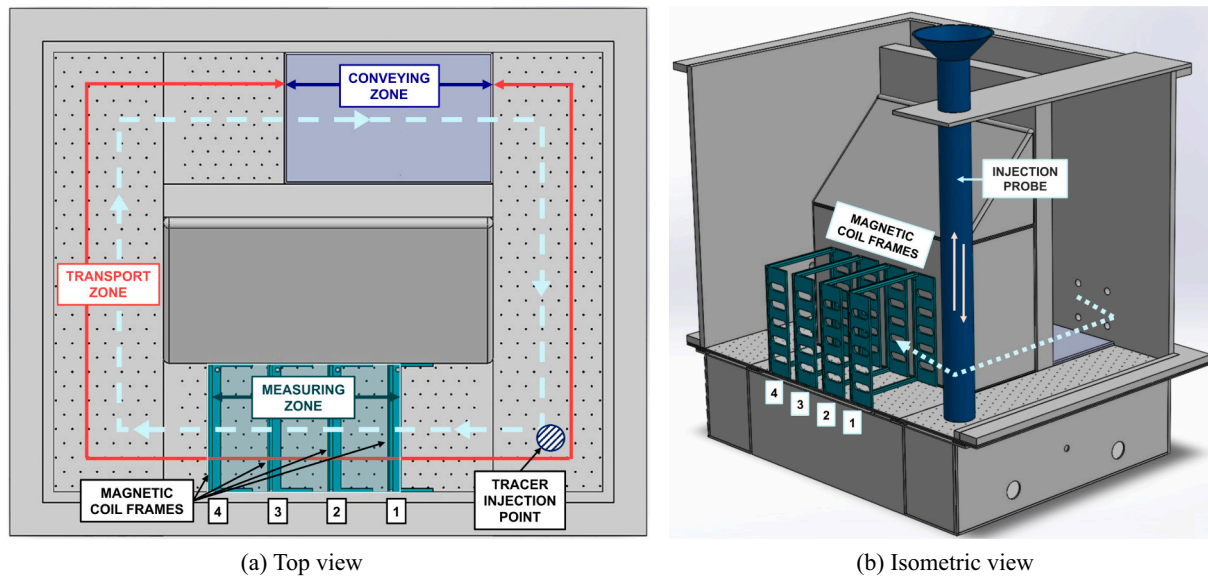 CONVEYING
ZONE
TRANSPORT
ZONE
MEASURING
ZONE
MAGNETIC
COIL FRAMES
4
3
2
1
TRACER
INJECTION
POINT
(a) Top view
INJECTION
PROBE
MAGNETIC
COIL FRAMES
4
3
2
1
(b) Isometric view